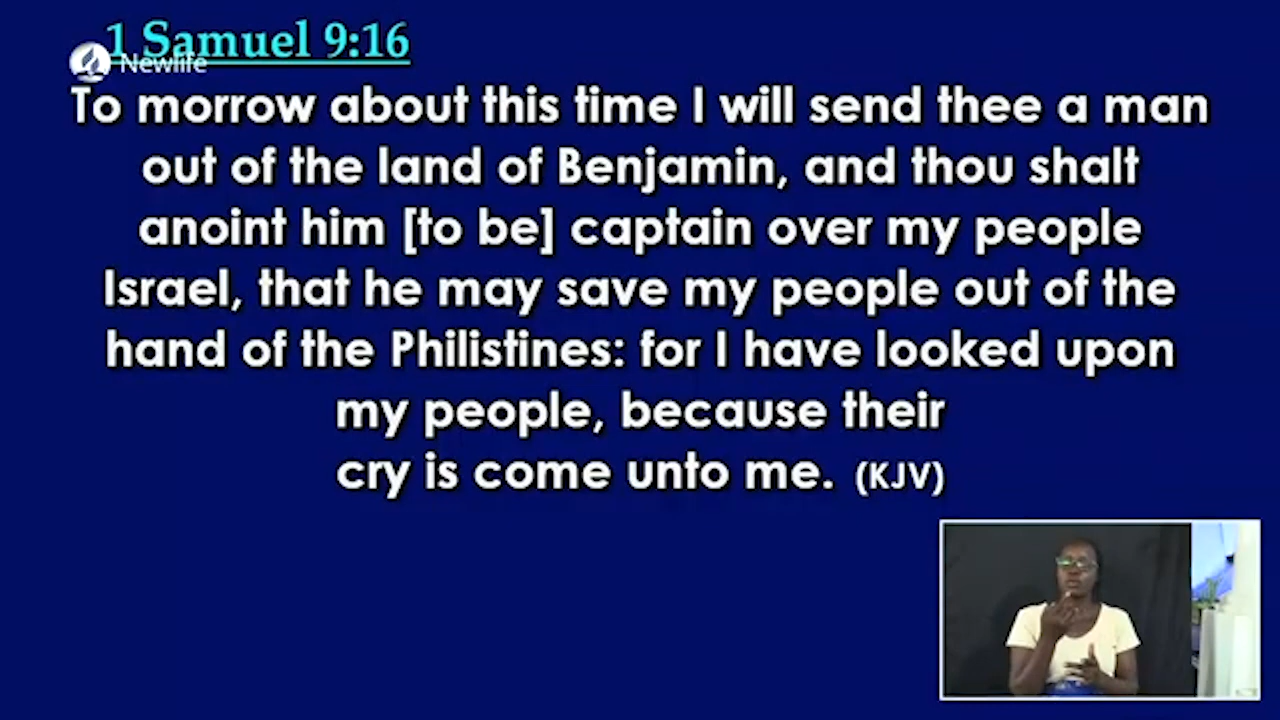 1 Samuel 9:16
Newlife
To morrow about this time I will send thee a man
out of the land of Benjamin, and thou shalt
anoint him [to be] captain over my people
Israel, that he may save my people out of the
hand of the Philistines: for I have looked upon
my people, because their
cry is come unto me. (KJV)